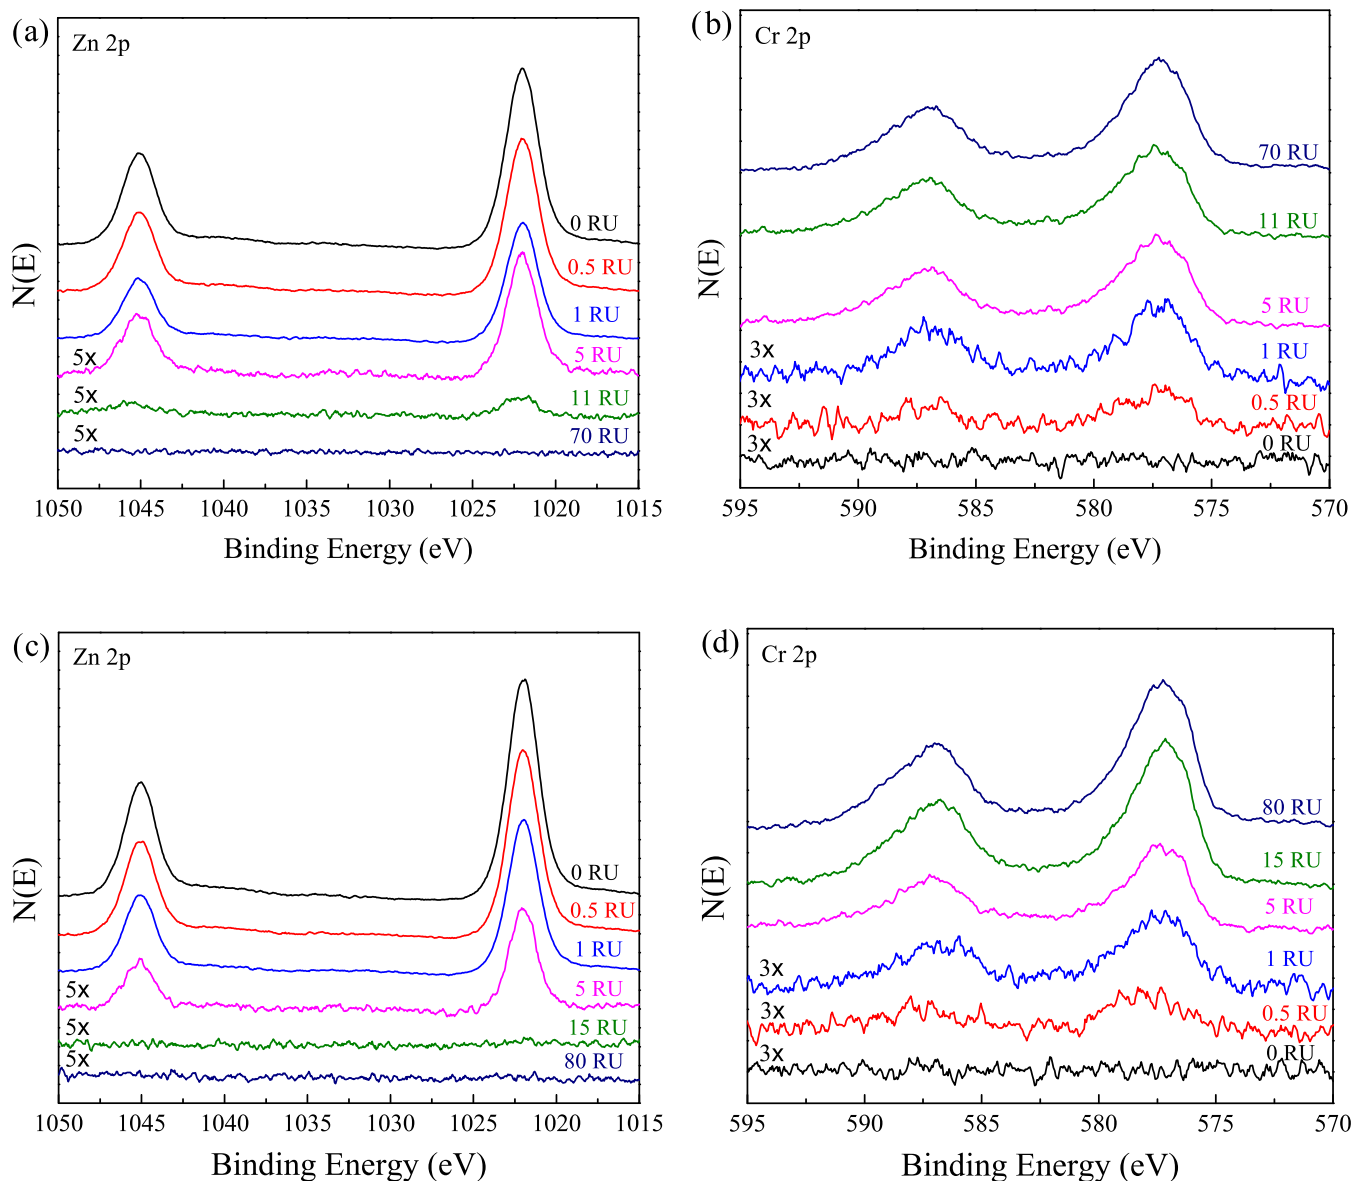 (a)
Zn 2p
N(E)
0 RU
0.5 RU
1 RU
5x
5 RU
5x
11 RU
5x
70 RU
1050 1045 1040 1035 1030 1025 1020 1015
Binding Energy (eV)
(b)
Cr 2p
N(E)
70 RU
11 RU
5 RU
3x
1 RU
3x
0.5 RU
3x
0 RU
595 590 585 580 575 570
Binding Energy (eV)
(c)
Zn 2p
N(E)
0 RU
0.5 RU
1 RU
5x
5 RU
5x
15 RU
5x
80 RU
1050 1045 1040 1035 1030 1025 1020 1015
Binding Energy (eV)
(d)
Cr 2p
N(E)
80 RU
15 RU
5 RU
3x
1 RU
3x
0.5 RU
3x
0 RU
595 590 585 580 575 570
Binding Energy (eV)